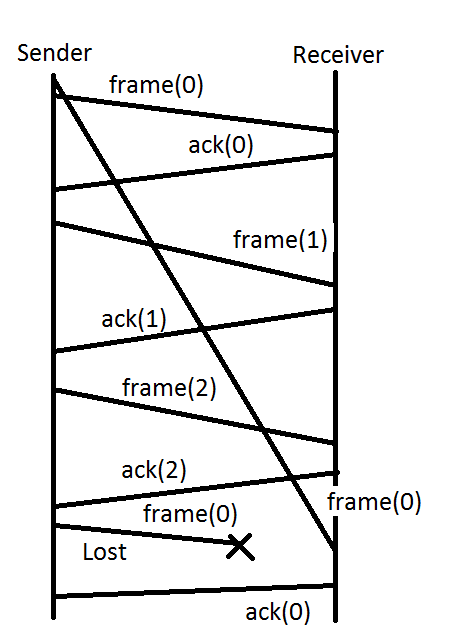 Sender
Receiver
frame(0)
ack(0)
frame(1)
ack(1)
frame(2)
ack(2)
frame(0)
frame(0)
Lost
ack(0)